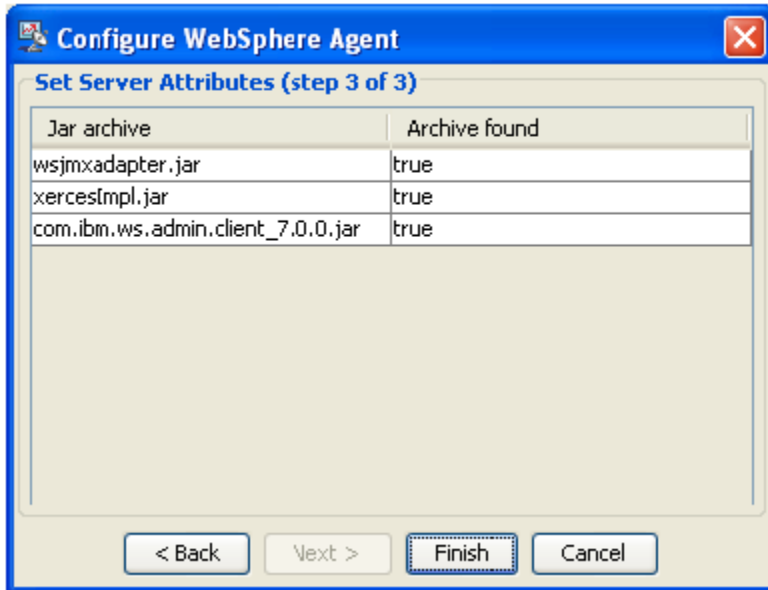 Configure WebSphere Agent
Set Server Attributes (step 3 of 3)
Jar archive Archive found
wsjmxadapter.jar true
xercesImpl.jar true
com.ibm.ws.admin.client_7.0.0.jar true
< Back Next > Finish Cancel